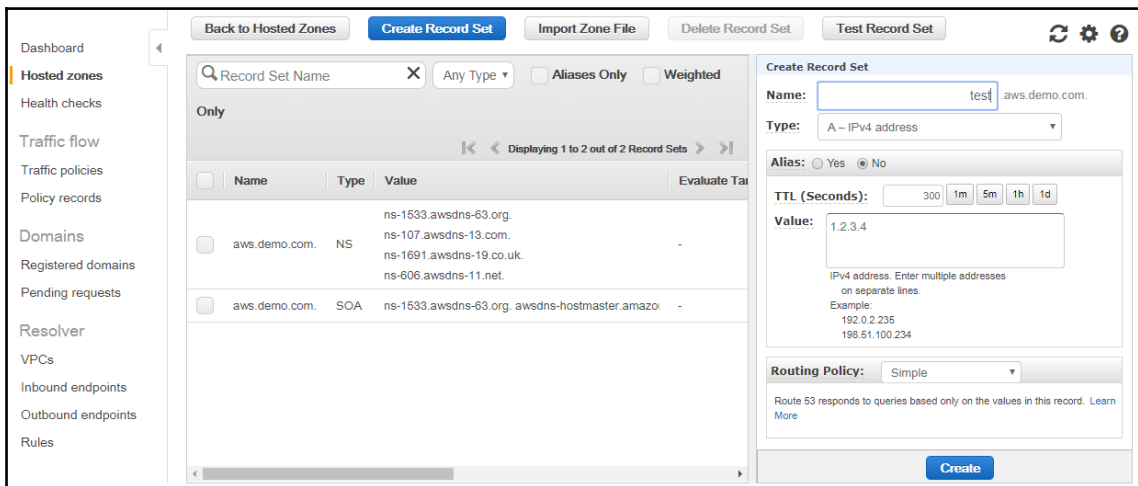 Back to Hosted Zones
Create Record Set
Import Zone File
Delete Record Set
Test Record Set
Dashboard
Hosted zones
Health checks
Traffic flow
Traffic policies
Policy records
Domains
Registered domains
Pending requests
Resolver
VPCs
Inbound endpoints
Outbound endpoints
Rules
Record Set Name
Any Type
Aliases Only
Weighted
Only
Displaying 1 to 2 out of 2 Record Sets
Name Type Value Evaluate Tar
aws.demo.com. NS
ns-1533.awsdns-63.org.
ns-107.awsdns-13.com.
ns-1691.awsdns-19.co.uk.
ns-606.awsdns-11.net.
-
aws.demo.com. SOA ns-1533.awsdns-63.org. awsdns-hostmaster.amazo -
Create Record Set
Name: test .aws.demo.com.
Type: A – IPv4 address
Alias: Yes No
TTL (Seconds): 300 1m 5m 1h 1d
Value: 1.2.3.4
IPv4 address. Enter multiple addresses
on separate lines.
Example:
192.0.2.235
198.51.100.234
Routing Policy: Simple
Route 53 responds to queries based only on the values in this record. Learn
More
Create